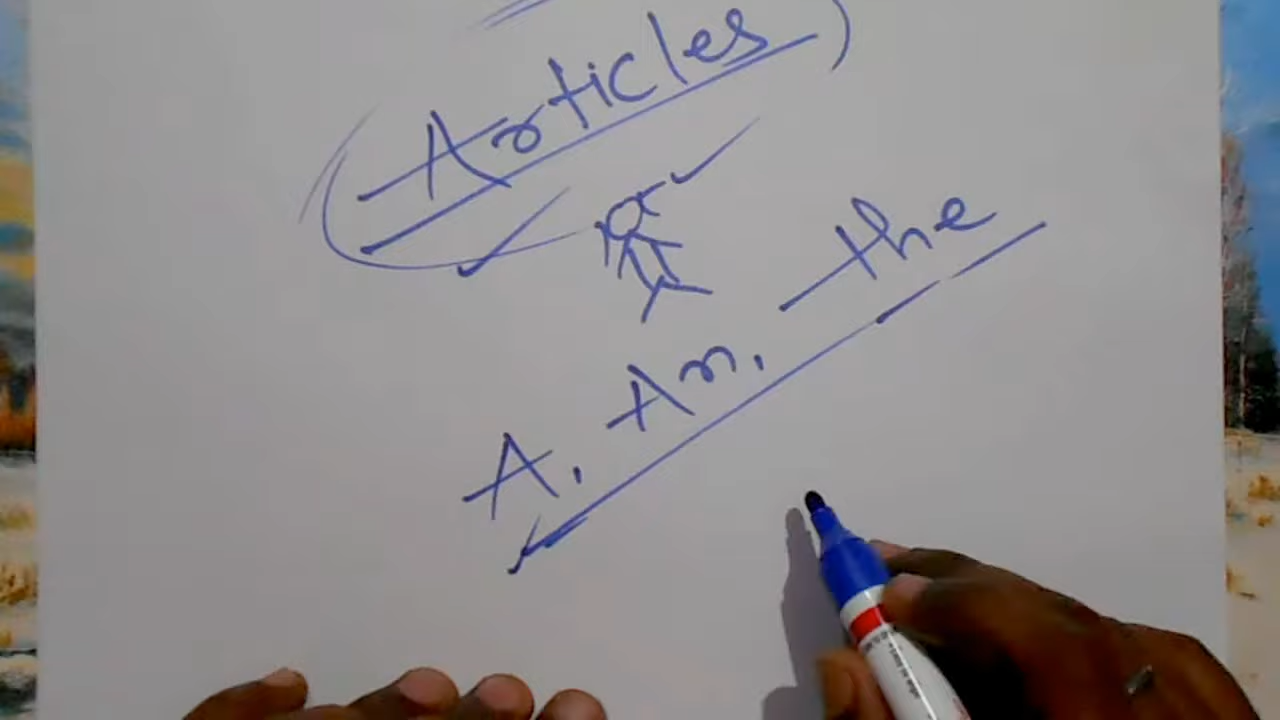 Articles
A, An, the